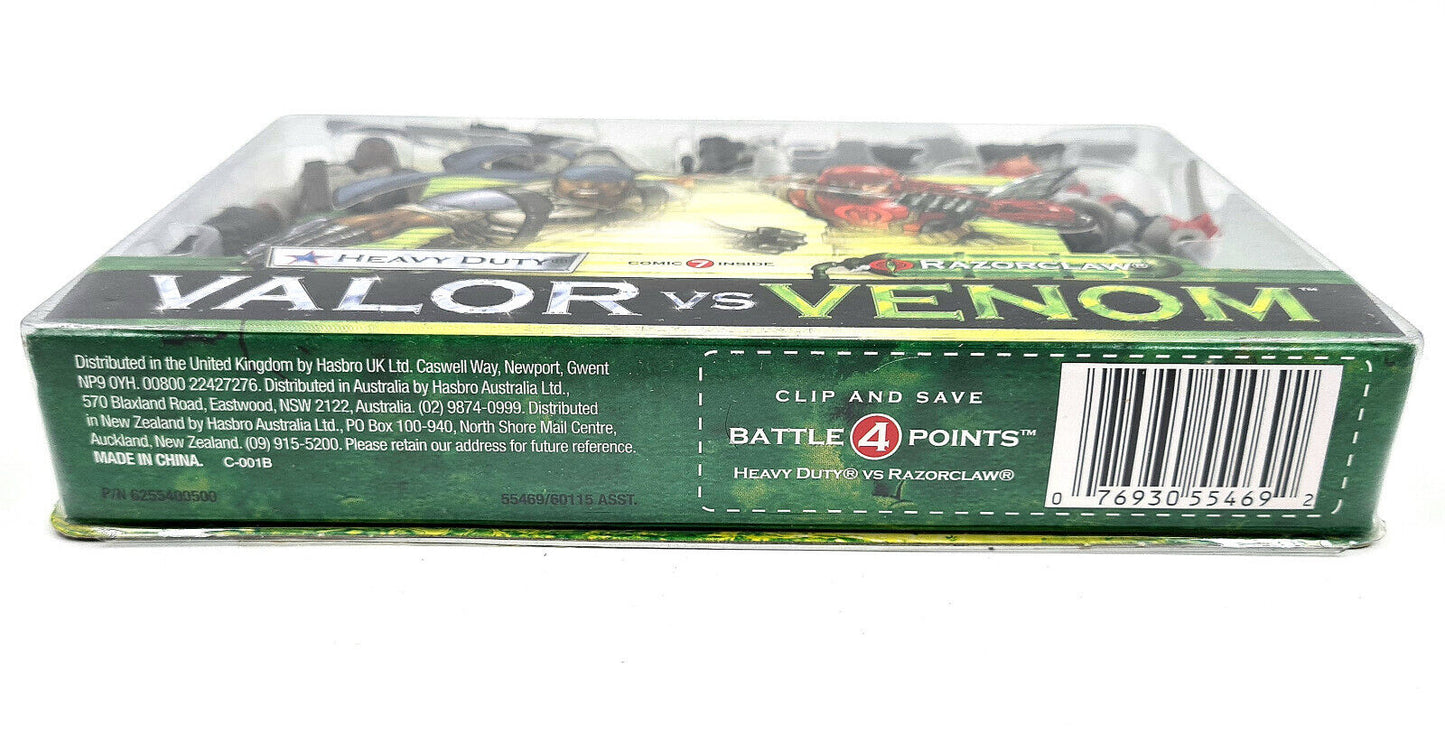 HEAVY DUTY®
COMIC 7 INSIDE
RAZORCLAW®
VALOR VS VENOM™
Distributed in the United Kingdom by Hasbro UK Ltd. Caswell Way, Newport, Gwent
NP9 0YH. 00800 22427276. Distributed in Australia by Hasbro Australia Ltd.,
570 Blaxland Road, Eastwood, NSW 2122, Australia. (02) 9874-0999. Distributed
in New Zealand by Hasbro Australia Ltd., PO Box 100-940, North Shore Mail Centre,
Auckland, New Zealand. (09) 915-5200. Please retain our address for future reference.
MADE IN CHINA. C-001B
P/N 6255400500 55469/60115 ASST.
CLIP AND SAVE
BATTLE 4 POINTS™
HEAVY DUTY® VS RAZORCLAW®
0 76930 55469 2